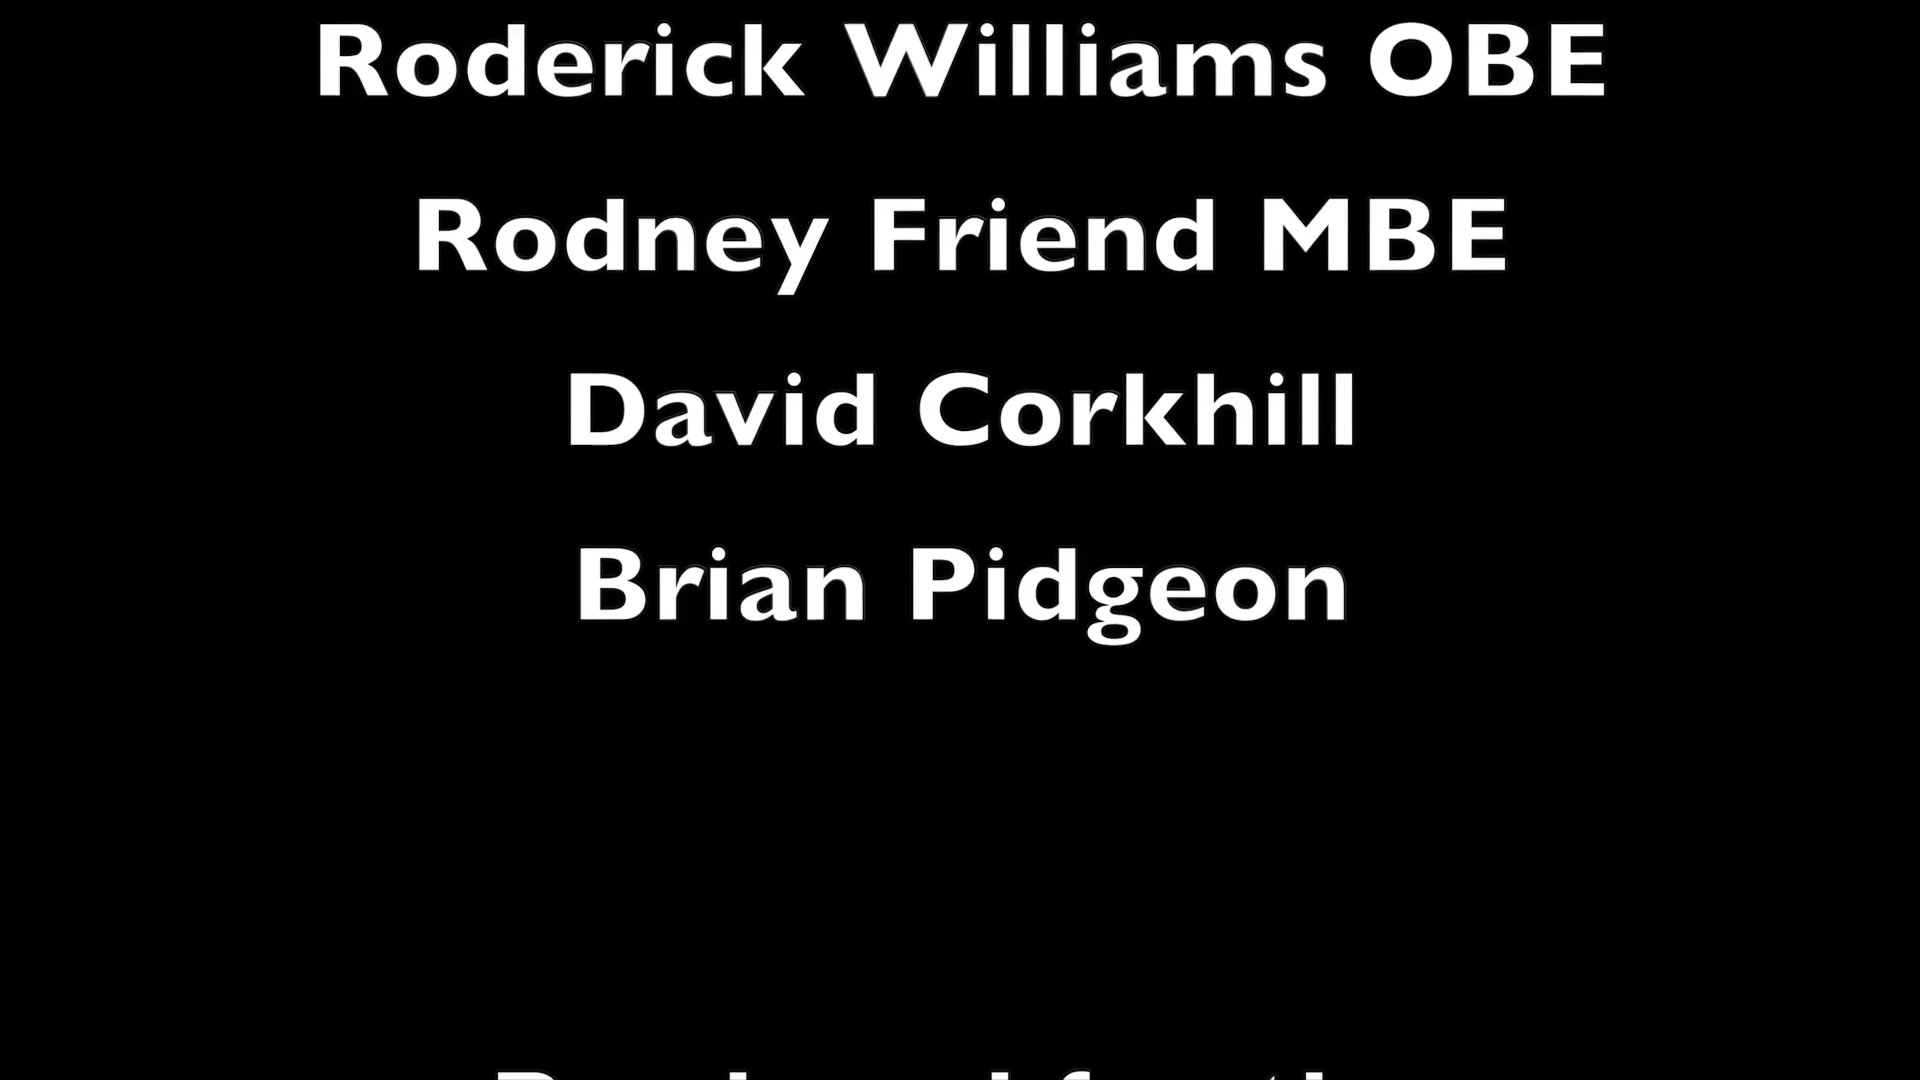 Roderick Williams OBE
Rodney Friend MBE
David Corkhill
Brian Pidgeon